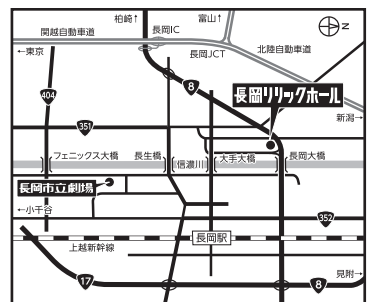 柏崎↑
富山↑
長岡IC
関越自動車道
N
長岡JCT
北陸自動車道
←東京
8
404
長岡リリックホール
新潟→
351
フェニックス大橋
長生橋
信濃川
大手大橋
長岡大橋
長岡市立劇場
←小千谷
352
上越新幹線
長岡駅
見附↗
17
8